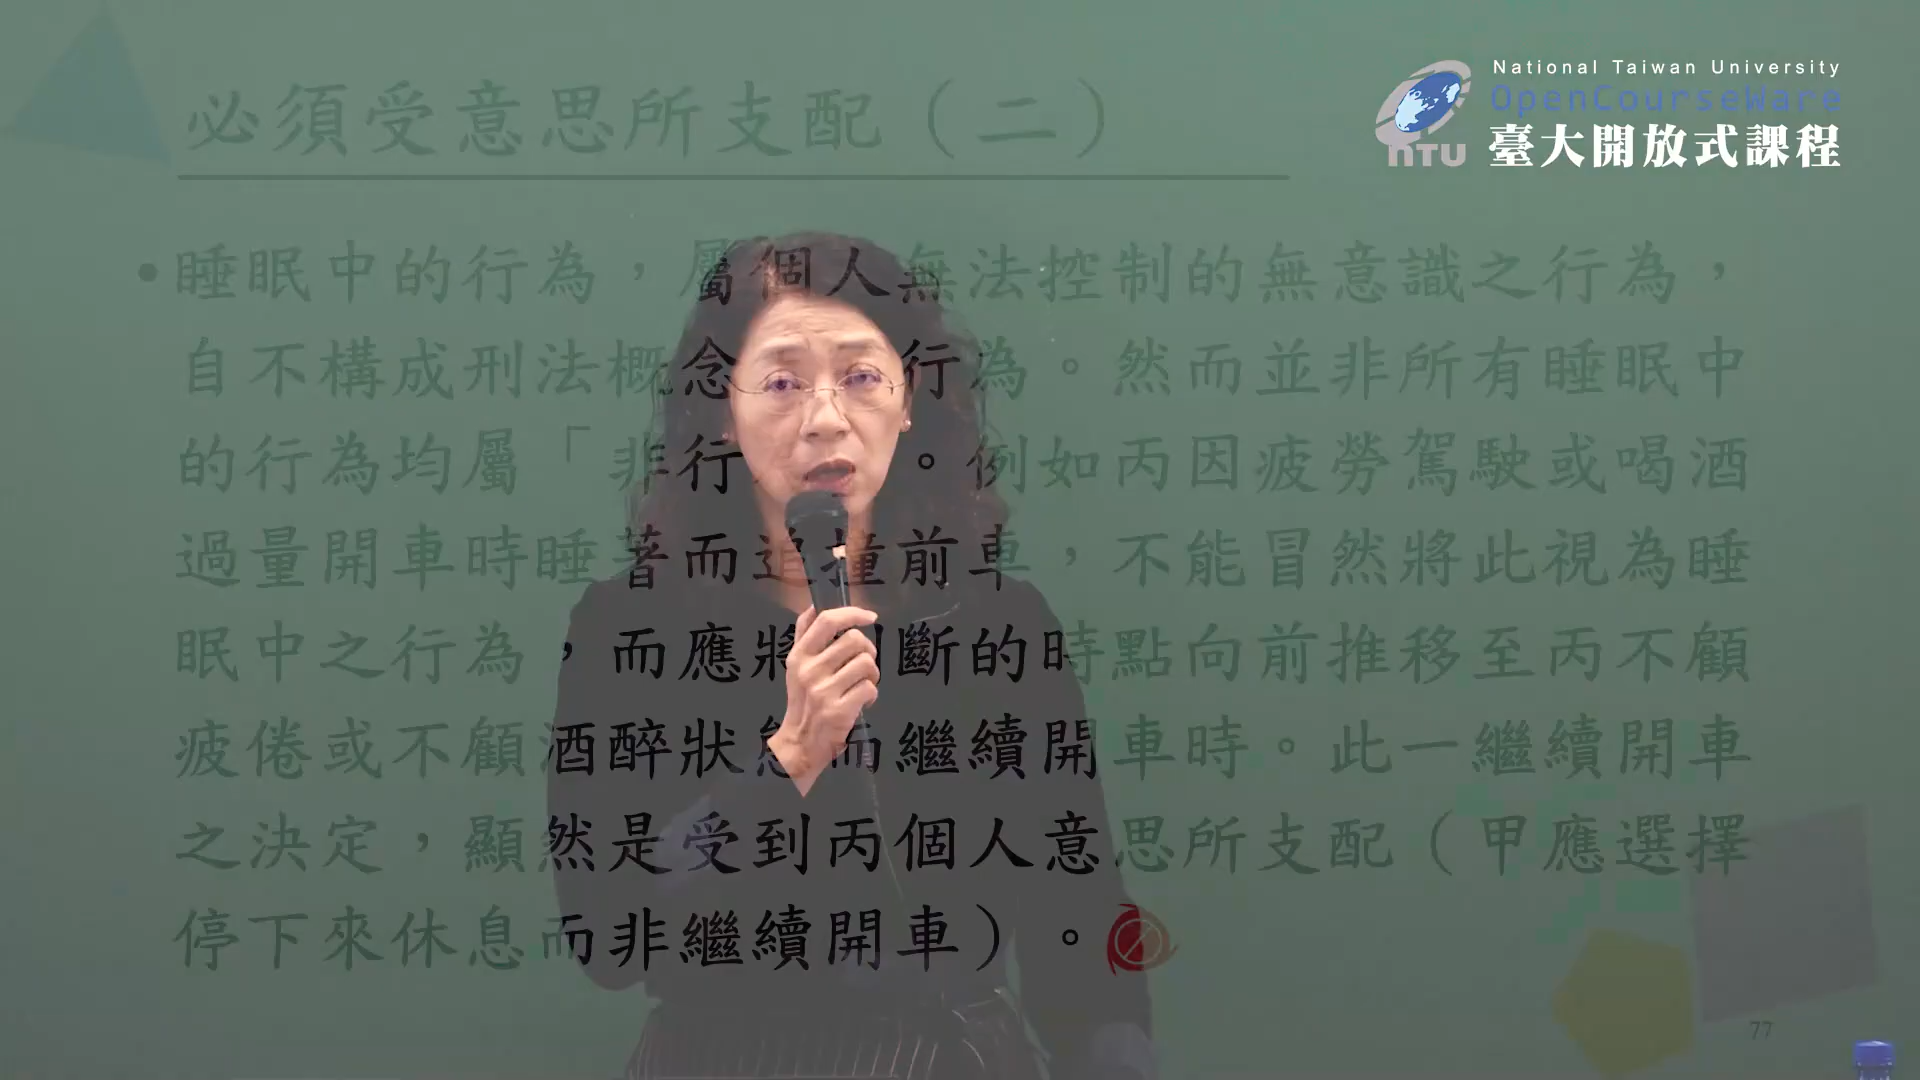 National Taiwan University
OpenCourseWare
臺大開放式課程
NTU
必須受意思所支配（二）
•睡眠中的行為，屬個人無法控制的無意識之行為，
自不構成刑法概念 行為。然而並非所有睡眠中
的行為均屬「非行 。例如丙因疲勞駕駛或喝酒
過量開車時睡著而追撞前車，不能冒然將此視為睡
眠中之行為，而應將判斷的時點向前推移至丙不顧
疲倦或不顧酒醉狀態而繼續開車時。此一繼續開車
之決定，顯然是受到丙個人意思所支配（甲應選擇
停下來休息而非繼續開車）。
77